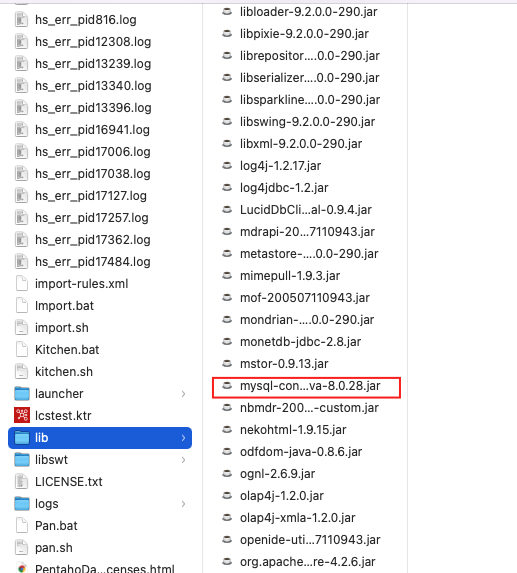 hs_err_pid816.log
hs_err_pid12308.log
hs_err_pid13239.log
hs_err_pid13340.log
hs_err_pid13396.log
hs_err_pid16941.log
hs_err_pid17006.log
hs_err_pid17038.log
hs_err_pid17127.log
hs_err_pid17257.log
hs_err_pid17362.log
hs_err_pid17484.log
import-rules.xml
Import.bat
import.sh
Kitchen.bat
kitchen.sh
launcher
lcstest.ktr
lib
libswt
LICENSE.txt
logs
Pan.bat
pan.sh
PentahoDa...censes.html
libloader-9.2.0.0-290.jar
libpixie-9.2.0.0-290.jar
librepositor....0.0-290.jar
libserializer....0.0-290.jar
libsparkline....0.0-290.jar
libswing-9.2.0.0-290.jar
libxml-9.2.0.0-290.jar
log4j-1.2.17.jar
log4jdbc-1.2.jar
LucidDbCli...al-0.9.4.jar
mdrapi-20...7110943.jar
metastore-....0.0-290.jar
mimepull-1.9.3.jar
mof-200507110943.jar
mondrian-....0.0-290.jar
monetdb-jdbc-2.8.jar
mstor-0.9.13.jar
mysql-con...va-8.0.28.jar
nbmdr-200...-custom.jar
nekohtml-1.9.15.jar
odfdom-java-0.8.6.jar
ognl-2.6.9.jar
olap4j-1.2.0.jar
olap4j-xmla-1.2.0.jar
openide-uti...7110943.jar
org.apache...re-4.2.6.jar